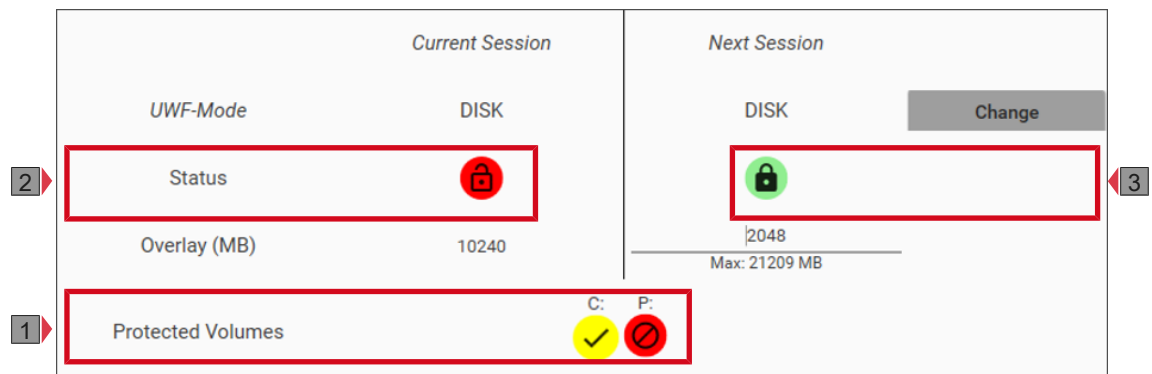 Current Session Next Session
UWF-Mode DISK DISK Change
2 Status 3
Overlay (MB) 10240 2048
Max: 21209 MB
C: P:
1 Protected Volumes